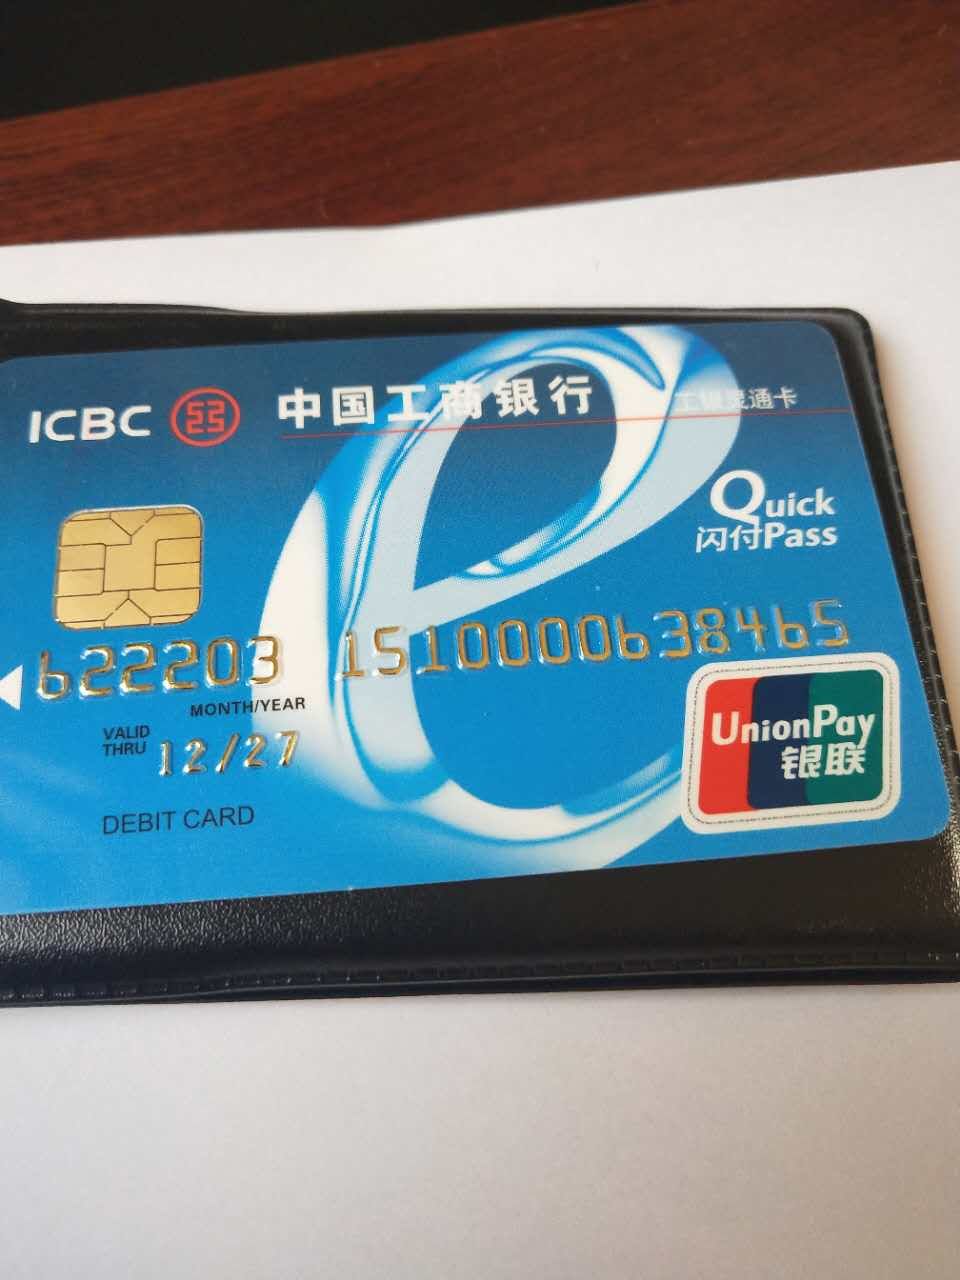 ICBC 中国工商银行 工银灵通卡
Quick
闪付Pass
622203 1510000638465
MONTH/YEAR
VALID
THRU 12/27
DEBIT CARD
UnionPay
银联